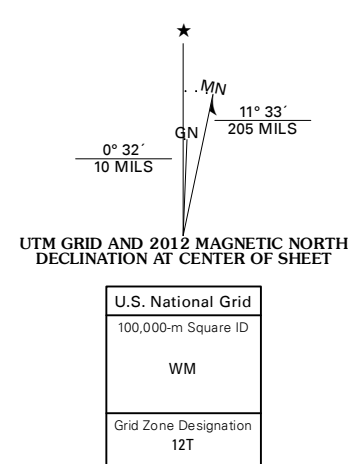 ★
MN
GN
11° 33´
205 MILS
0° 32´
10 MILS
UTM GRID AND 2012 MAGNETIC NORTH
DECLINATION AT CENTER OF SHEET
U.S. National Grid
100,000-m Square ID
WM
Grid Zone Designation
12T